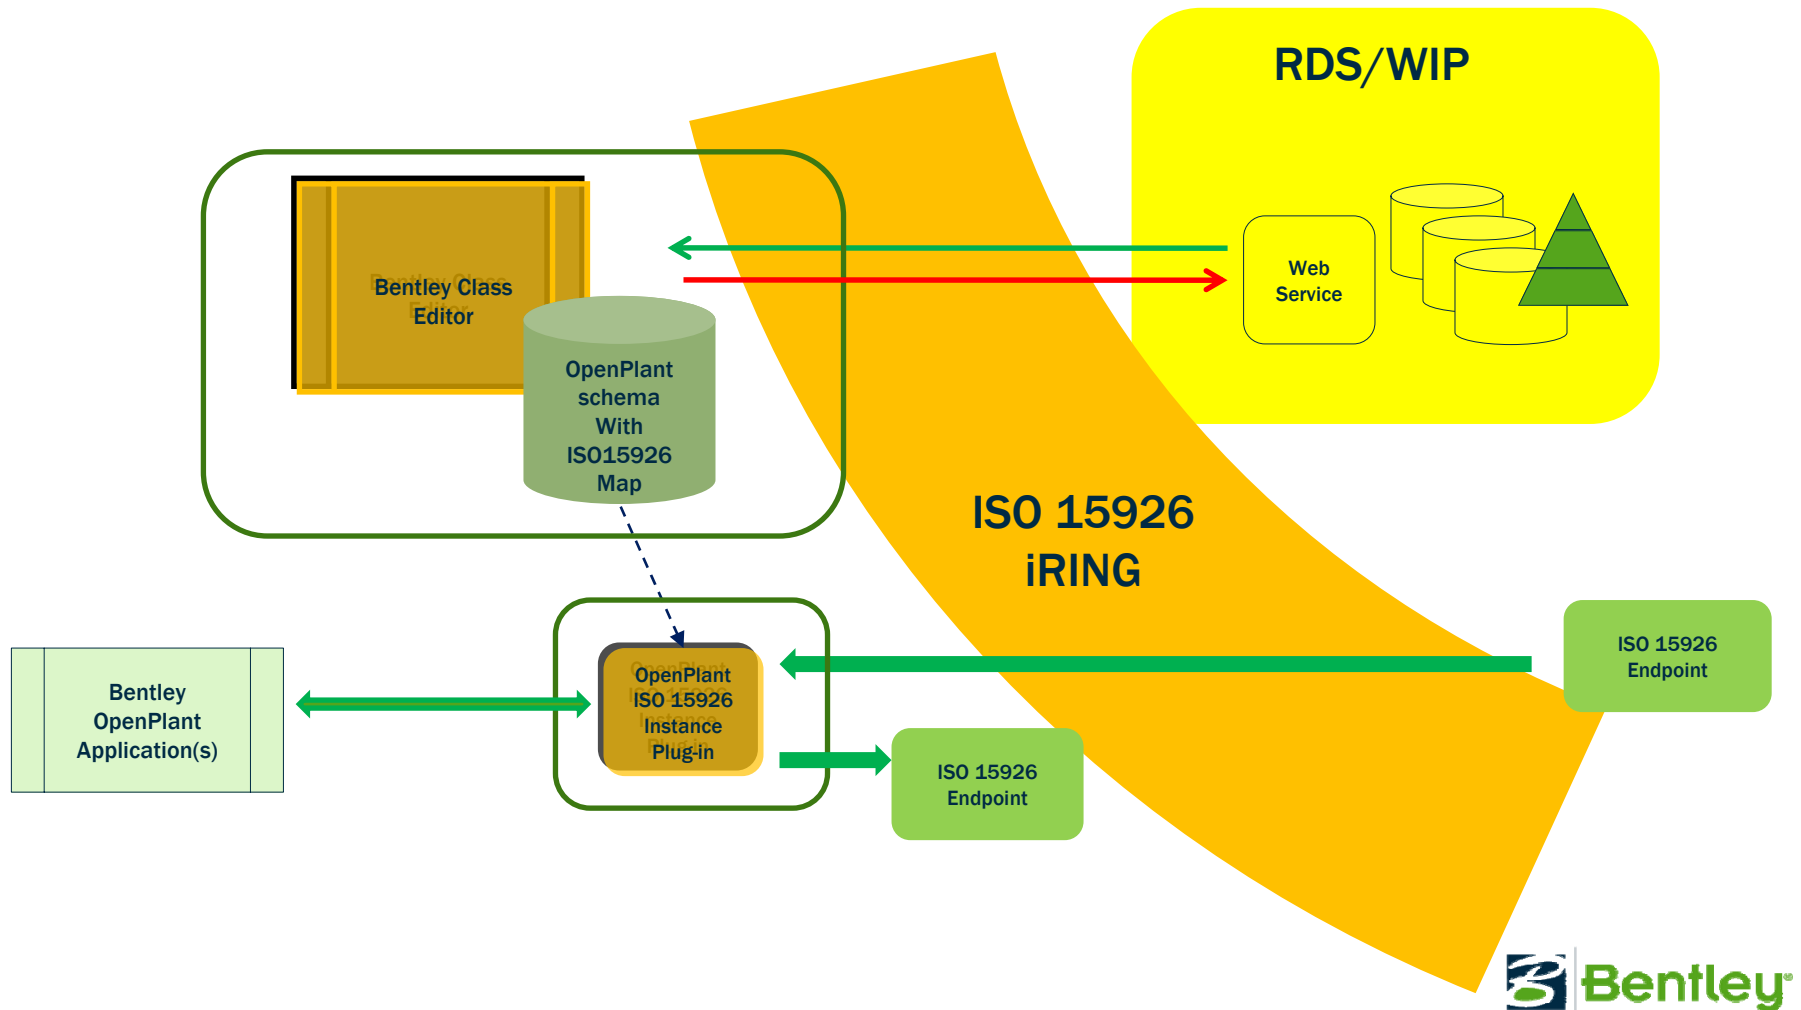 RDS/WIP
Web
Service
Bentley Class
Editor
OpenPlant
schema
With
ISO15926
Map
ISO 15926
iRING
ISO 15926
Endpoint
Bentley
OpenPlant
Application(s)
OpenPlant
ISO 15926
Instance
Plug-in
ISO 15926
Endpoint
Bentley®